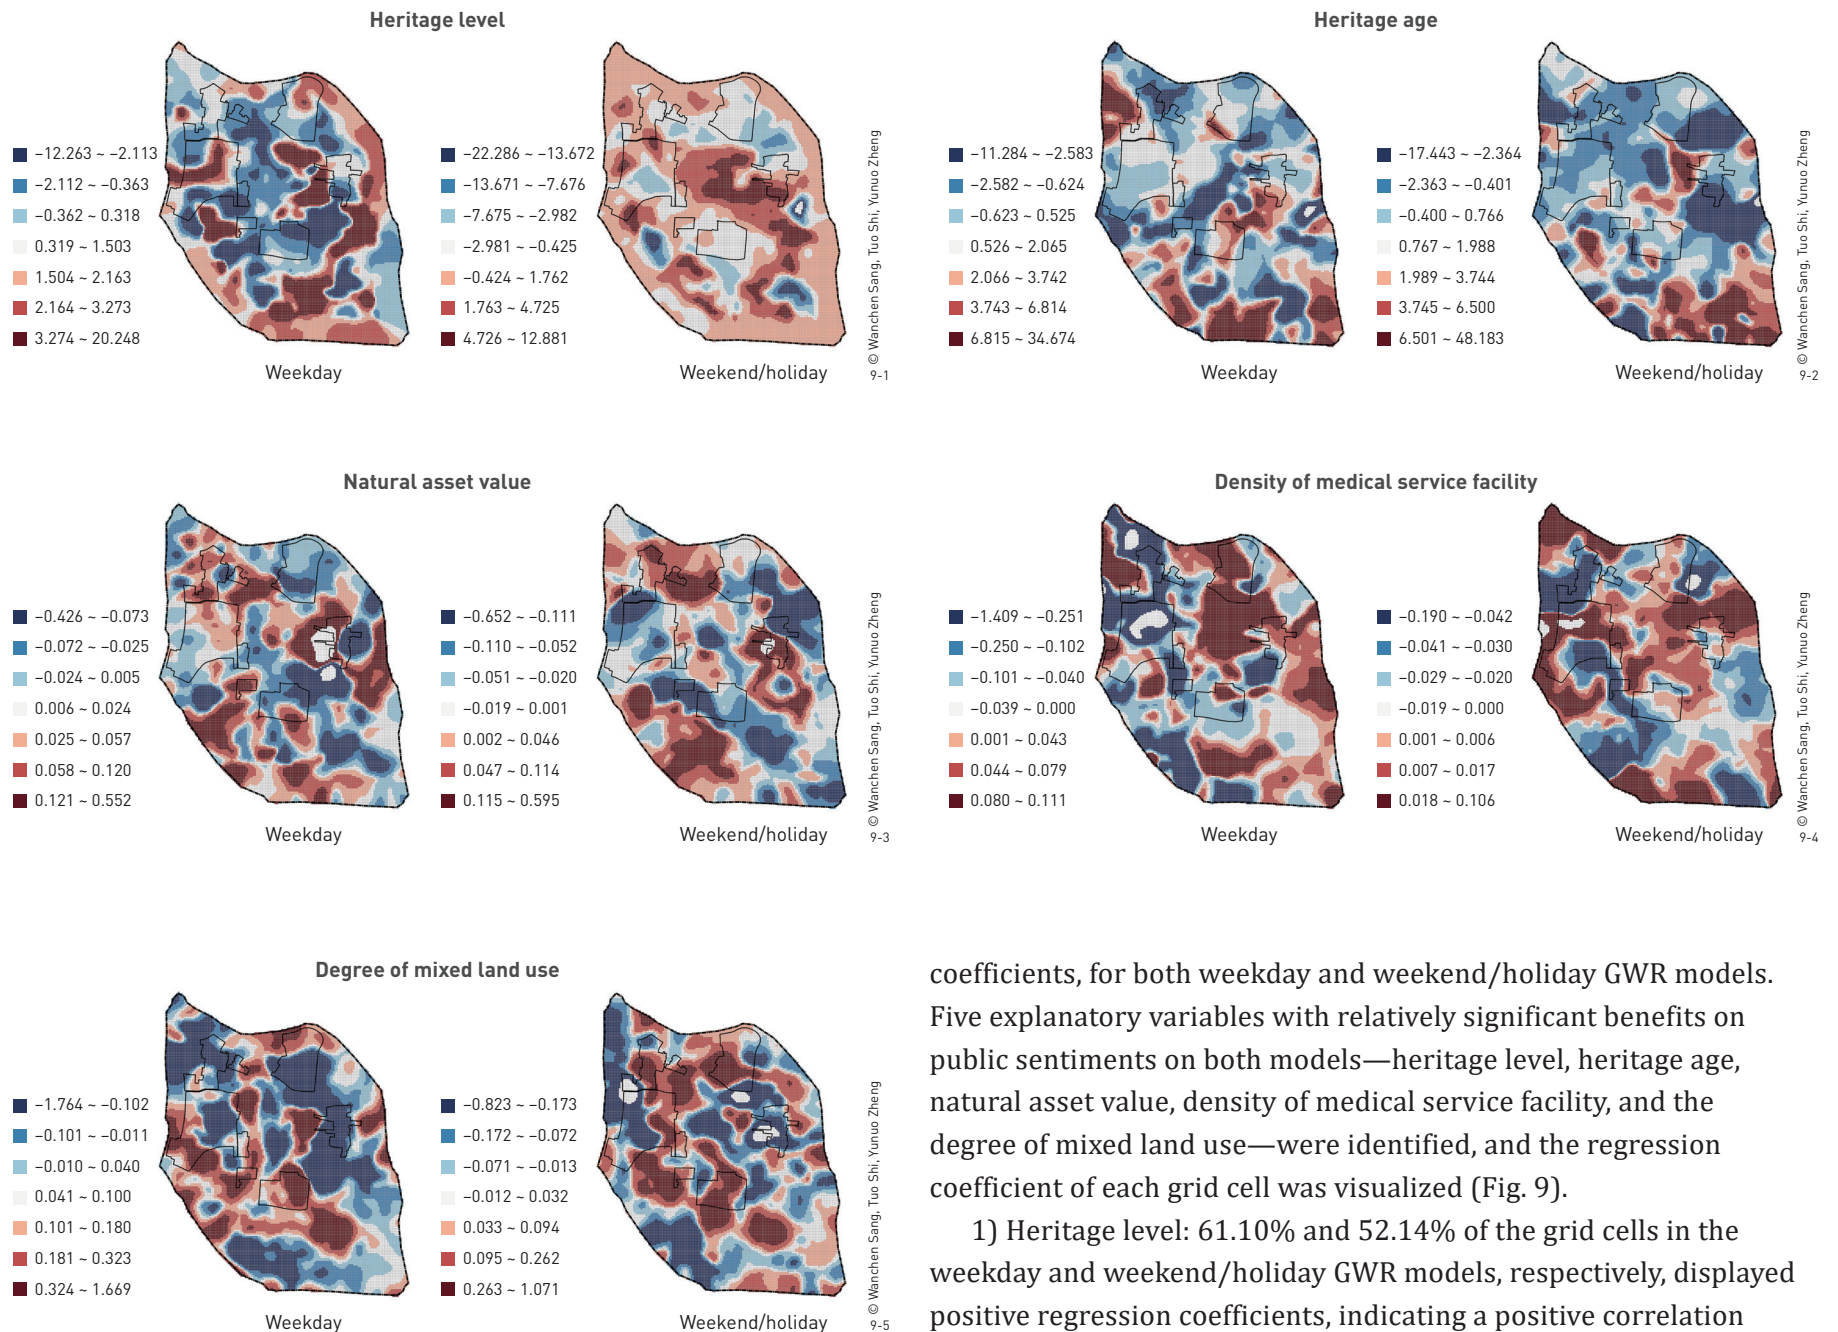 Heritage level
−12.263 ~ −2.113
−2.112 ~ −0.363
−0.362 ~ 0.318
0.319 ~ 1.503
1.504 ~ 2.163
2.164 ~ 3.273
3.274 ~ 20.248
Weekday
−22.286 ~ −13.672
−13.671 ~ −7.676
−7.675 ~ −2.982
−2.981 ~ −0.425
−0.424 ~ 1.762
1.763 ~ 4.725
4.726 ~ 12.881
Weekend/holiday
© Wanchen Sang, Tuo Shi, Yunuo Zheng
9-1
Heritage age
−11.284 ~ −2.583
−2.582 ~ −0.624
−0.623 ~ 0.525
0.526 ~ 2.065
2.066 ~ 3.742
3.743 ~ 6.814
6.815 ~ 34.674
Weekday
−17.443 ~ −2.364
−2.363 ~ −0.401
−0.400 ~ 0.766
0.767 ~ 1.988
1.989 ~ 3.744
3.745 ~ 6.500
6.501 ~ 48.183
Weekend/holiday
© Wanchen Sang, Tuo Shi, Yunuo Zheng
9-2
Natural asset value
−0.426 ~ −0.073
−0.072 ~ −0.025
−0.024 ~ 0.005
0.006 ~ 0.024
0.025 ~ 0.057
0.058 ~ 0.120
0.121 ~ 0.552
Weekday
−0.652 ~ −0.111
−0.110 ~ −0.052
−0.051 ~ −0.020
−0.019 ~ 0.001
0.002 ~ 0.046
0.047 ~ 0.114
0.115 ~ 0.595
Weekend/holiday
© Wanchen Sang, Tuo Shi, Yunuo Zheng
9-3
Density of medical service facility
−1.409 ~ −0.251
−0.250 ~ −0.102
−0.101 ~ −0.040
−0.039 ~ 0.000
0.001 ~ 0.043
0.044 ~ 0.079
0.080 ~ 0.111
Weekday
−0.190 ~ −0.042
−0.041 ~ −0.030
−0.029 ~ −0.020
−0.019 ~ 0.000
0.001 ~ 0.006
0.007 ~ 0.017
0.018 ~ 0.106
Weekend/holiday
© Wanchen Sang, Tuo Shi, Yunuo Zheng
9-4
Degree of mixed land use
−1.764 ~ −0.102
−0.101 ~ −0.011
−0.010 ~ 0.040
0.041 ~ 0.100
0.101 ~ 0.180
0.181 ~ 0.323
0.324 ~ 1.669
Weekday
−0.823 ~ −0.173
−0.172 ~ −0.072
−0.071 ~ −0.013
−0.012 ~ 0.032
0.033 ~ 0.094
0.095 ~ 0.262
0.263 ~ 1.071
Weekend/holiday
© Wanchen Sang, Tuo Shi, Yunuo Zheng
9-5
coefficients, for both weekday and weekend/holiday GWR models.
Five explanatory variables with relatively significant benefits on
public sentiments on both models—heritage level, heritage age,
natural asset value, density of medical service facility, and the
degree of mixed land use—were identified, and the regression
coefficient of each grid cell was visualized (Fig. 9).
1) Heritage level: 61.10% and 52.14% of the grid cells in the
weekday and weekend/holiday GWR models, respectively, displayed
positive regression coefficients, indicating a positive correlation